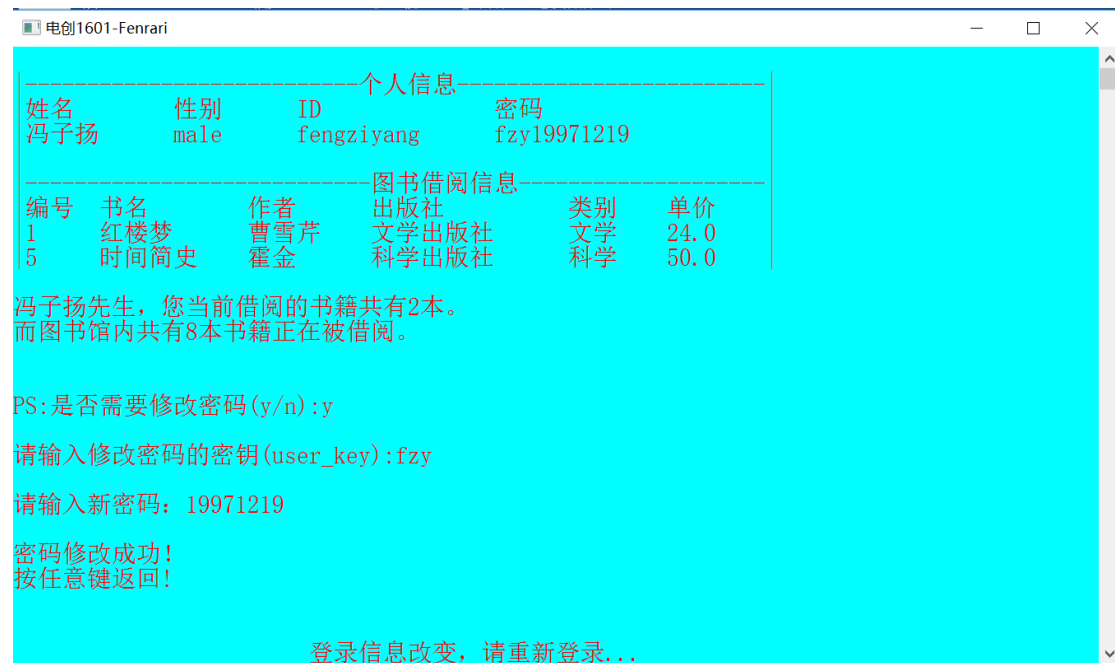 电创1601-Fenrari
|---------------------------个人信息-------------------------|
姓名 性别 ID 密码
冯子扬 male fengziyang fzy19971219
----------------------------图书借阅信息--------------------
编号 书名 作者 出版社 类别 单价
1 红楼梦 曹雪芹 文学出版社 文学 24.0
5 时间简史 霍金 科学出版社 科学 50.0
冯子扬先生，您当前借阅的书籍共有2本。
而图书馆内共有8本书籍正在被借阅。
PS:是否需要修改密码(y/n):y
请输入修改密码的密钥(user_key):fzy
请输入新密码：19971219
密码修改成功!
按任意键返回!
登录信息改变，请重新登录...